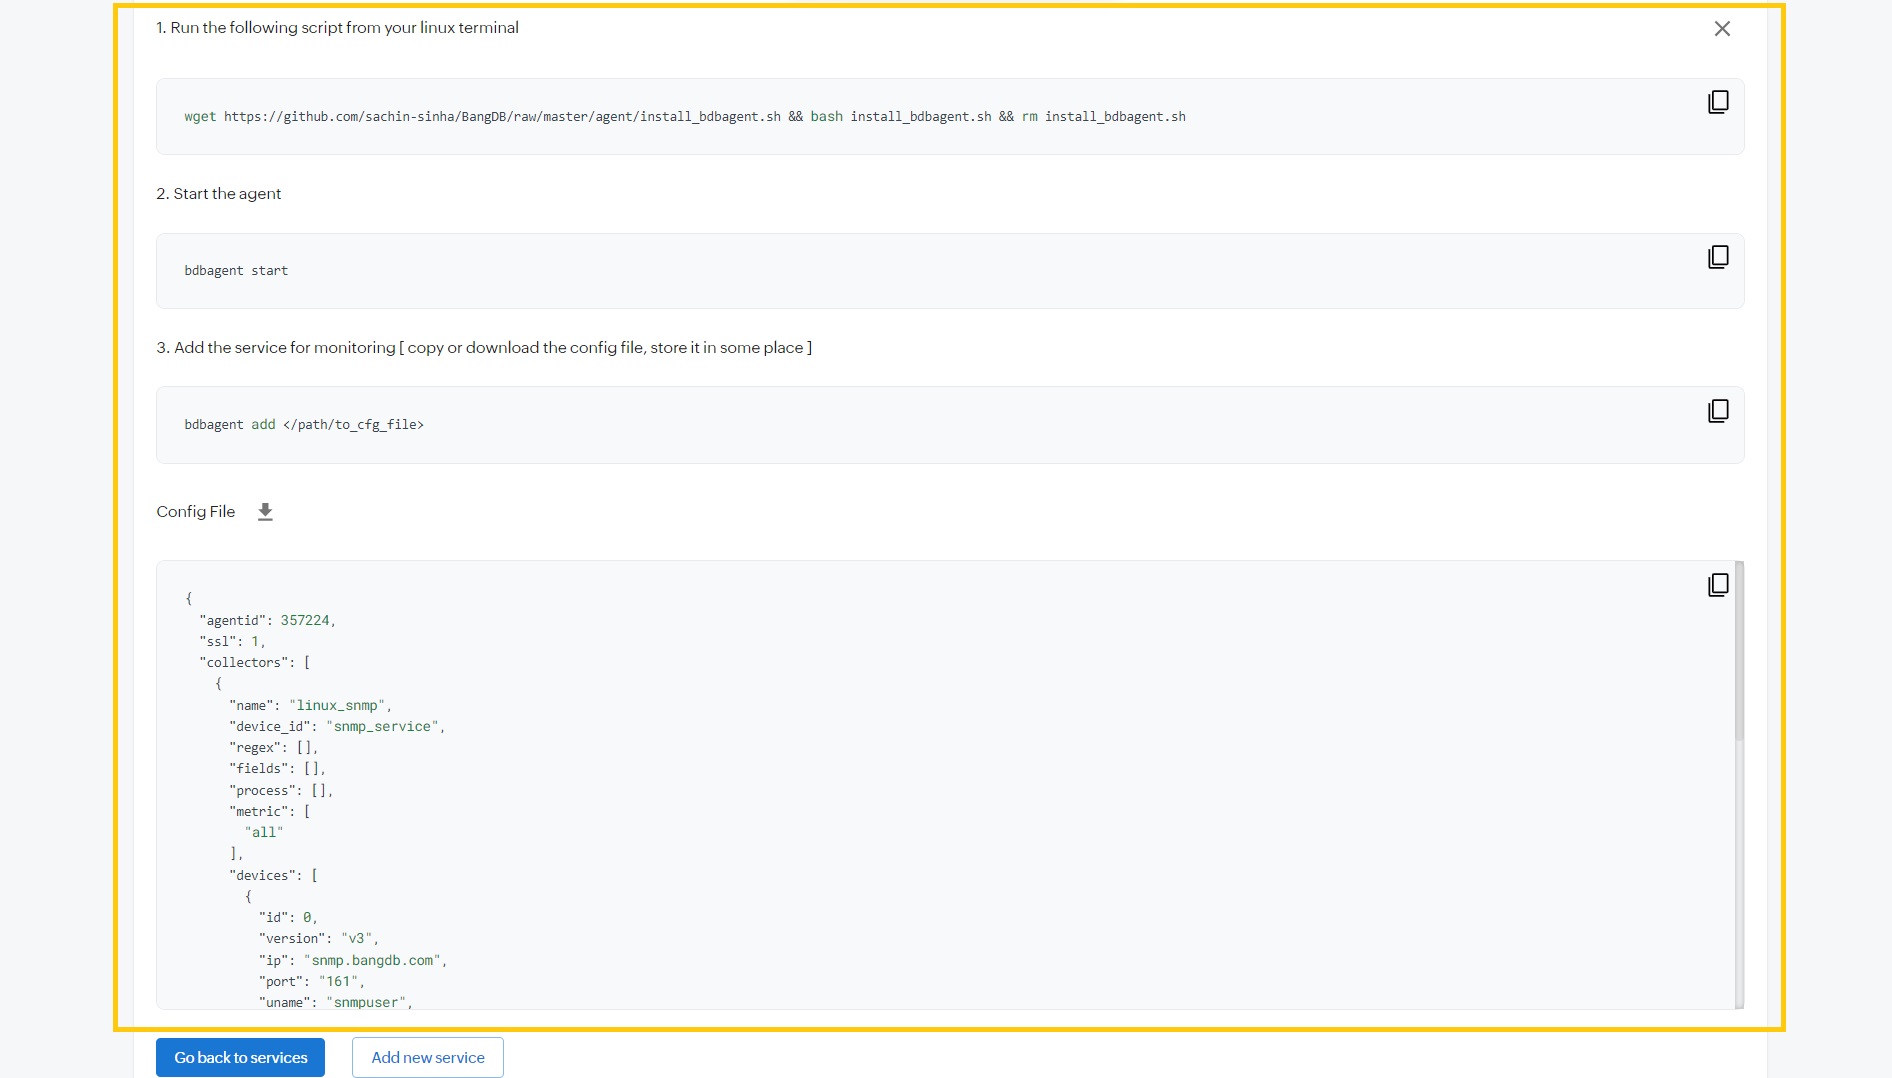 1. Run the following script from your linux terminal
wget https://github.com/sachin-sinha/BangDB/raw/master/agent/install_bdbagent.sh && bash install_bdbagent.sh && rm install_bdbagent.sh
2. Start the agent
bdbagent start
3. Add the service for monitoring [ copy or download the config file, store it in some place ]
bdbagent add </path/to_cfg_file>
Config File
{
  "agentid": 357224,
  "ssl": 1,
  "collectors": [
    {
      "name": "linux_snmp",
      "device_id": "snmp_service",
      "regex": [],
      "fields": [],
      "process": [],
      "metric": [
        "all"
      ],
      "devices": [
        {
          "id": 0,
          "version": "v3",
          "ip": "snmp.bangdb.com",
          "port": "161",
          "uname": "snmpuser",
Go back to services
Add new service